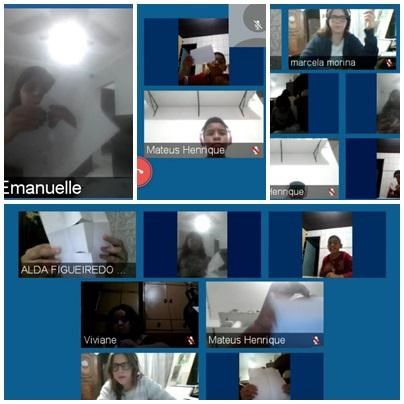 Emanuelle
Mateus Henrique
marcela morina
Henrique
ALDA FIGUEIREDO ...
Viviane
Mateus Henrique